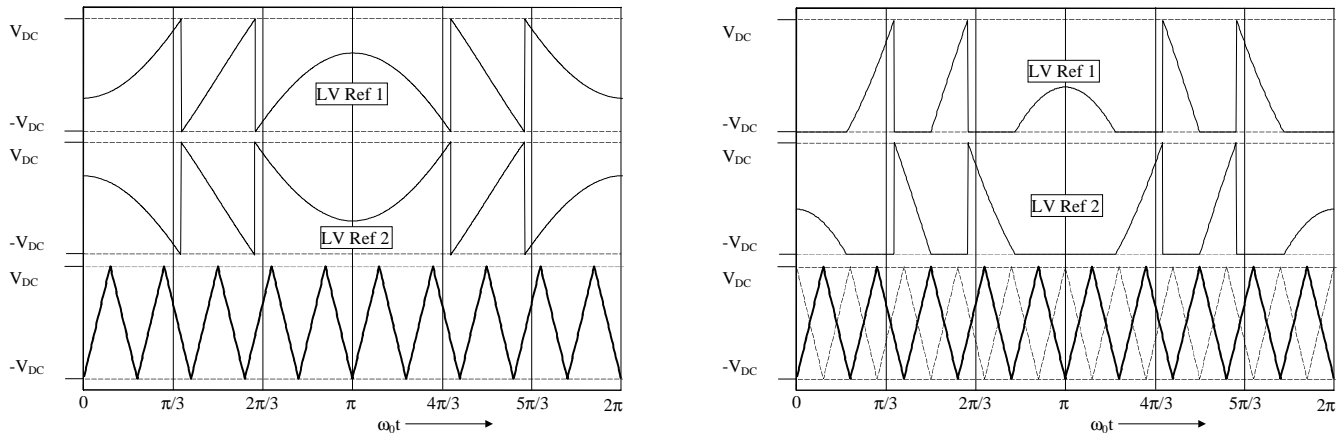 V_DC
LV Ref 1
-V_DC
V_DC
-V_DC
LV Ref 2
V_DC
-V_DC
0 π/3 2π/3 π 4π/3 5π/3 2π
ω₀t
V_DC
LV Ref 1
-V_DC
V_DC
LV Ref 2
-V_DC
V_DC
-V_DC
0 π/3 2π/3 π 4π/3 5π/3 2π
ω₀t